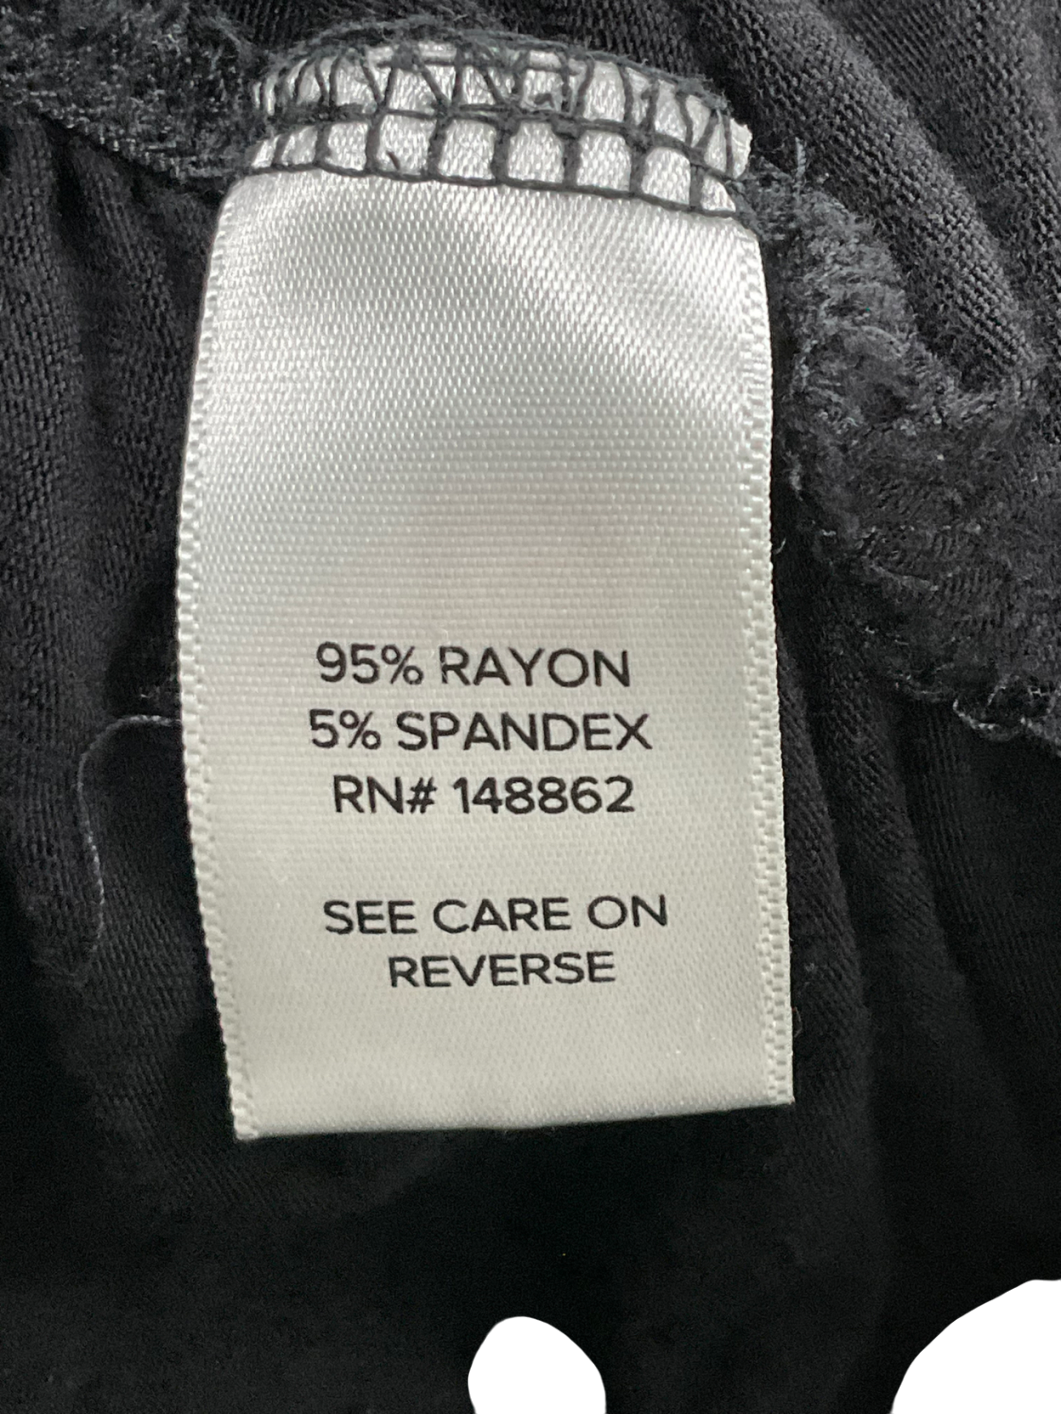 95% RAYON
5% SPANDEX
RN# 148862
SEE CARE ON
REVERSE